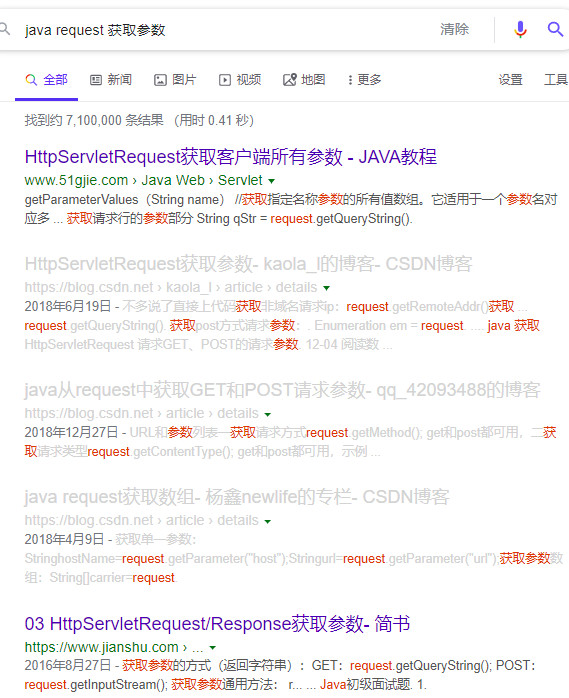 java request 获取参数 清除
全部 新闻 图片 视频 地图 更多 设置 工具
找到约 7,100,000 条结果 （用时 0.41 秒）
HttpServletRequest获取客户端所有参数 - JAVA教程
www.51gjie.com › Java Web › Servlet
getParameterValues（String name） //获取指定名称参数的所有值数组。它适用于一个参数名对
应多 ... 获取请求行的参数部分 String qStr = request.getQueryString().
HttpServletRequest获取参数- kaola_l的博客- CSDN博客
https://blog.csdn.net › kaola_l › article › details
2018年6月19日 - 不多说了直接上代码获取非域名请求ip：request.getRemoteAddr()获取 ...
request.getQueryString(). 获取post方式请求参数：. Enumeration em = request. ... ... java 获取
HttpServletRequest 请求GET、POST的请求参数. 12-04 阅读数 ...
java从request中获取GET和POST请求参数- qq_42093488的博客
https://blog.csdn.net › article › details
2018年12月27日 - URL和参数列表一获取请求方式request.getMethod(); get和post都可用，二获
取请求类型request.getContentType(); get和post都可用，示例 ...
java request获取数组- 杨鑫newlife的专栏- CSDN博客
https://blog.csdn.net › article › details
2018年4月9日 - 获取单一参数：
StringhostName=request.getParameter("host");Stringurl=request.getParameter("url");获取参数数
组：String[]carrier=request.
03 HttpServletRequest/Response获取参数- 简书
https://www.jianshu.com › ...
2016年8月27日 - 获取参数的方式（返回字符串）：GET：request.getQueryString(); POST：
request.getInputStream(); 获取参数通用方法： r... ... Java初级面试题. 1.